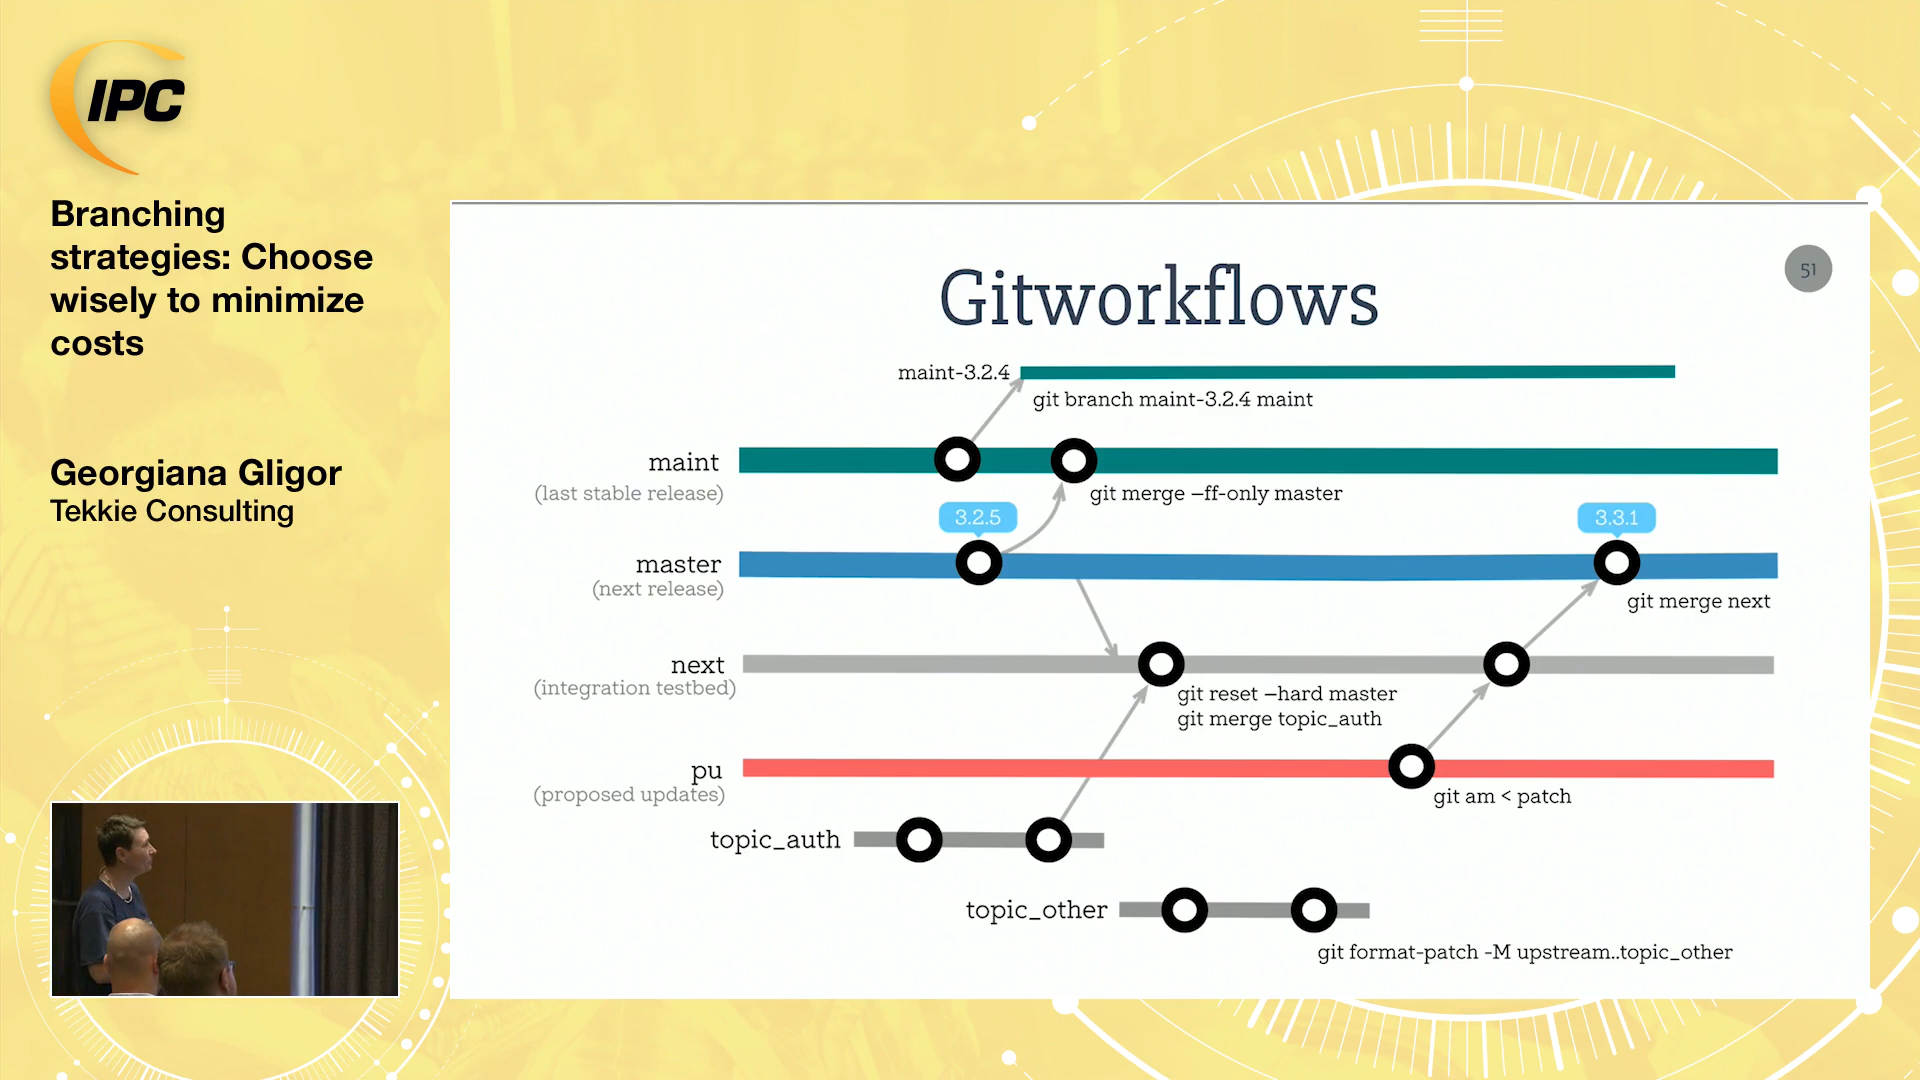 IPC
Branching
strategies: Choose
wisely to minimize
costs
Georgiana Gligor
Tekkie Consulting
51
Gitworkflows
maint-3.2.4
git branch maint-3.2.4 maint
maint
(last stable release)
git merge –ff-only master
3.2.5
3.3.1
master
(next release)
git merge next
next
(integration testbed)
git reset –hard master
git merge topic_auth
pu
(proposed updates)
git am < patch
topic_auth
topic_other
git format-patch -M upstream..topic_other